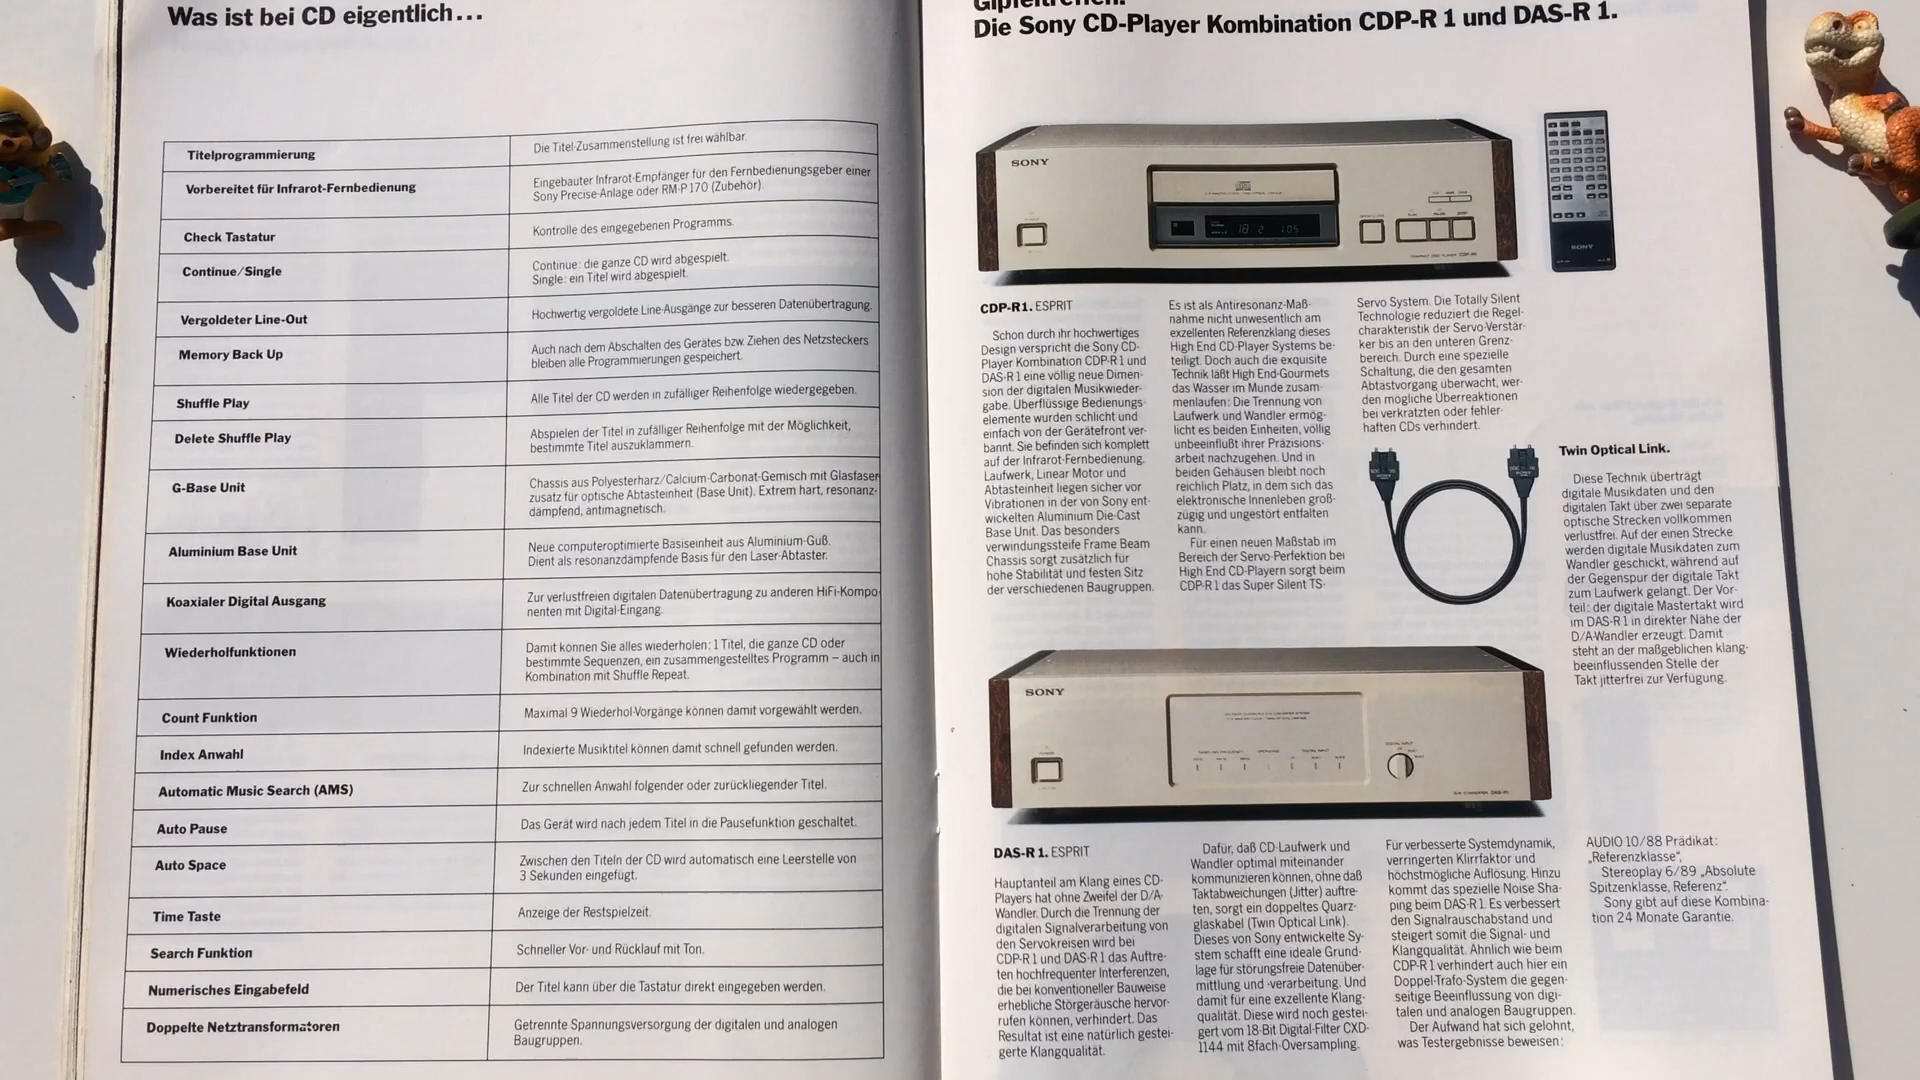 Was ist bei CD eigentlich...
Titelprogrammierung
Die Titel-Zusammenstellung ist frei wählbar.
Vorbereitet für Infrarot-Fernbedienung
Eingebauter Infrarot-Empfänger für den Fernbedienungsgeber einer
Sony Precise-Anlage oder RM-P 170 (Zubehör).
Check Tastatur
Kontrolle des eingegebenen Programms.
Continue/Single
Continue: die ganze CD wird abgespielt.
Single: ein Titel wird abgespielt.
Vergoldeter Line-Out
Hochwertig vergoldete Line-Ausgänge zur besseren Datenübertragung.
Memory Back Up
Auch nach dem Abschalten des Gerätes bzw. Ziehen des Netzsteckers
bleiben alle Programmierungen gespeichert.
Shuffle Play
Alle Titel der CD werden in zufälliger Reihenfolge wiedergegeben.
Delete Shuffle Play
Abspielen der Titel in zufälliger Reihenfolge mit der Möglichkeit,
bestimmte Titel auszuklammern.
G-Base Unit
Chassis aus Polyesterharz/Calcium-Carbonat-Gemisch mit Glasfaser
zusatz für optische Abtasteinheit (Base Unit). Extrem hart, resonanz-
dämpfend, antimagnetisch.
Aluminium Base Unit
Neue computeroptimierte Basiseinheit aus Aluminium-Guß.
Dient als resonanzdämpfende Basis für den Laser-Abtaster.
Koaxialer Digital Ausgang
Zur verlustfreien digitalen Datenübertragung zu anderen HiFi-Kompo-
nenten mit Digital-Eingang.
Wiederholfunktionen
Damit können Sie alles wiederholen: 1 Titel, die ganze CD oder
bestimmte Sequenzen, ein zusammengestelltes Programm – auch in
Kombination mit Shuffle Repeat.
Count Funktion
Maximal 9 Wiederhol-Vorgänge können damit vorgewählt werden.
Index Anwahl
Indexierte Musiktitel können damit schnell gefunden werden.
Automatic Music Search (AMS)
Zur schnellen Anwahl folgender oder zurückliegender Titel.
Auto Pause
Das Gerät wird nach jedem Titel in die Pausefunktion geschaltet.
Auto Space
Zwischen den Titeln der CD wird automatisch eine Leerstelle von
3 Sekunden eingefügt.
Time Taste
Anzeige der Restspielzeit.
Search Funktion
Schneller Vor- und Rücklauf mit Ton.
Numerisches Eingabefeld
Der Titel kann über die Tastatur direkt eingegeben werden.
Doppelte Netztransformatoren
Getrennte Spannungsversorgung der digitalen und analogen
Baugruppen.
Gipfeltreffen:
Die Sony CD-Player Kombination CDP-R 1 und DAS-R 1.
SONY
18 2 1.05
SONY
CDP-R1. ESPRIT
Schon durch ihr hochwertiges
Design verspricht die Sony CD-
Player Kombination CDP-R 1 und
DAS-R 1 eine völlig neue Dimen-
sion der digitalen Musikwieder-
gabe. Überflüssige Bedienungs-
elemente wurden schlicht und
einfach von der Gerätefront ver-
bannt. Sie befinden sich komplett
auf der Infrarot-Fernbedienung.
Laufwerk, Linear Motor und
Abtasteinheit liegen sicher vor
Vibrationen in der von Sony ent-
wickelten Aluminium Die-Cast
Base Unit. Das besonders
verwindungssteife Frame Beam
Chassis sorgt zusätzlich für
hohe Stabilität und festen Sitz
der verschiedenen Baugruppen.
Es ist als Antiresonanz-Maß-
nahme nicht unwesentlich am
exzellenten Referenzklang dieses
High End CD-Player Systems be-
teiligt. Doch auch die exquisite
Technik läßt High End-Gourmets
das Wasser im Munde zusam-
menlaufen: Die Trennung von
Laufwerk und Wandler ermög-
licht es beiden Einheiten, völlig
unbeeinflußt ihrer Präzisions-
arbeit nachzugehen. Und in
beiden Gehäusen bleibt noch
reichlich Platz, in dem sich das
elektronische Innenleben groß-
zügig und ungestört entfalten
kann.
Für einen neuen Maßstab im
Bereich der Servo-Perfektion bei
High End CD-Playern sorgt beim
CDP-R 1 das Super Silent TS-
Servo System. Die Totally Silent
Technologie reduziert die Regel-
charakteristik der Servo-Verstär-
ker bis an den unteren Grenz-
bereich. Durch eine spezielle
Schaltung, die den gesamten
Abtastvorgang überwacht, wer-
den mögliche Überreaktionen
bei verkratzten oder fehler-
haften CDs verhindert.
Twin Optical Link.
Diese Technik überträgt
digitale Musikdaten und den
digitalen Takt über zwei separate
optische Strecken vollkommen
verlustfrei. Auf der einen Strecke
werden digitale Musikdaten zum
Wandler geschickt, während auf
der Gegenspur der digitale Takt
zum Laufwerk gelangt. Der Vor-
teil: der digitale Mastertakt wird
im DAS-R 1 in direkter Nähe der
D/A-Wandler erzeugt. Damit
steht an der maßgeblichen klang-
beeinflussenden Stelle der
Takt jitterfrei zur Verfügung.
SONY
DAS-R 1. ESPRIT
Hauptanteil am Klang eines CD-
Players hat ohne Zweifel der D/A-
Wandler. Durch die Trennung der
digitalen Signalverarbeitung von
den Servokreisen wird bei
CDP-R 1 und DAS-R 1 das Auftre-
ten hochfrequenter Interferenzen,
die bei konventioneller Bauweise
erhebliche Störgeräusche hervor-
rufen können, verhindert. Das
Resultat ist eine natürlich gestei-
gerte Klangqualität.
Dafür, daß CD-Laufwerk und
Wandler optimal miteinander
kommunizieren können, ohne daß
Taktabweichungen (Jitter) auftre-
ten, sorgt ein doppeltes Quarz-
glaskabel (Twin Optical Link).
Dieses von Sony entwickelte Sy-
stem schafft eine ideale Grund-
lage für störungsfreie Datenüber-
mittlung und -verarbeitung. Und
damit für eine exzellente Klang-
qualität. Diese wird noch gestei-
gert vom 18-Bit Digital-Filter CXD-
1144 mit 8fach-Oversampling.
Für verbesserte Systemdynamik,
verringerten Klirrfaktor und
höchstmögliche Auflösung. Hinzu
kommt das spezielle Noise Sha-
ping beim DAS-R 1. Es verbessert
den Signalrauschabstand und
steigert somit die Signal- und
Klangqualität. Ähnlich wie beim
CDP-R 1 verhindert auch hier ein
Doppel-Trafo-System die gegen-
seitige Beeinflussung von digi-
talen und analogen Baugruppen.
Der Aufwand hat sich gelohnt,
was Testergebnisse beweisen:
AUDIO 10/88 Prädikat:
„Referenzklasse“,
Stereoplay 6/89 „Absolute
Spitzenklasse, Referenz“.
Sony gibt auf diese Kombina-
tion 24 Monate Garantie.